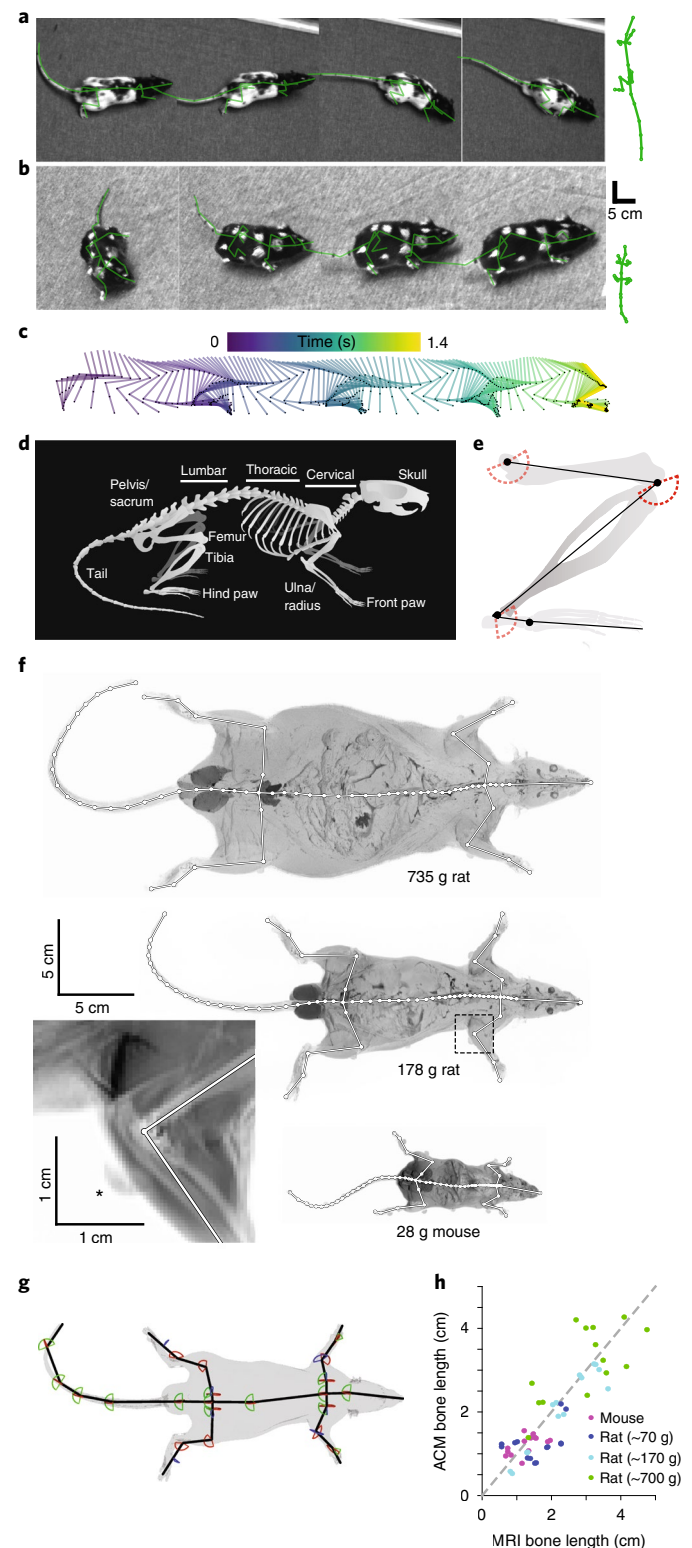 a
b
5 cm
c
0 Time (s) 1.4
d
Pelvis/
sacrum
Lumbar
Thoracic
Cervical
Skull
Femur
Tibia
Tail
Hind paw
Ulna/
radius
Front paw
e
f
735 g rat
5 cm
5 cm
178 g rat
1 cm
*
1 cm
28 g mouse
g
h
ACM bone length (cm)
4
2
0
Mouse
Rat (~70 g)
Rat (~170 g)
Rat (~700 g)
0 2 4
MRI bone length (cm)